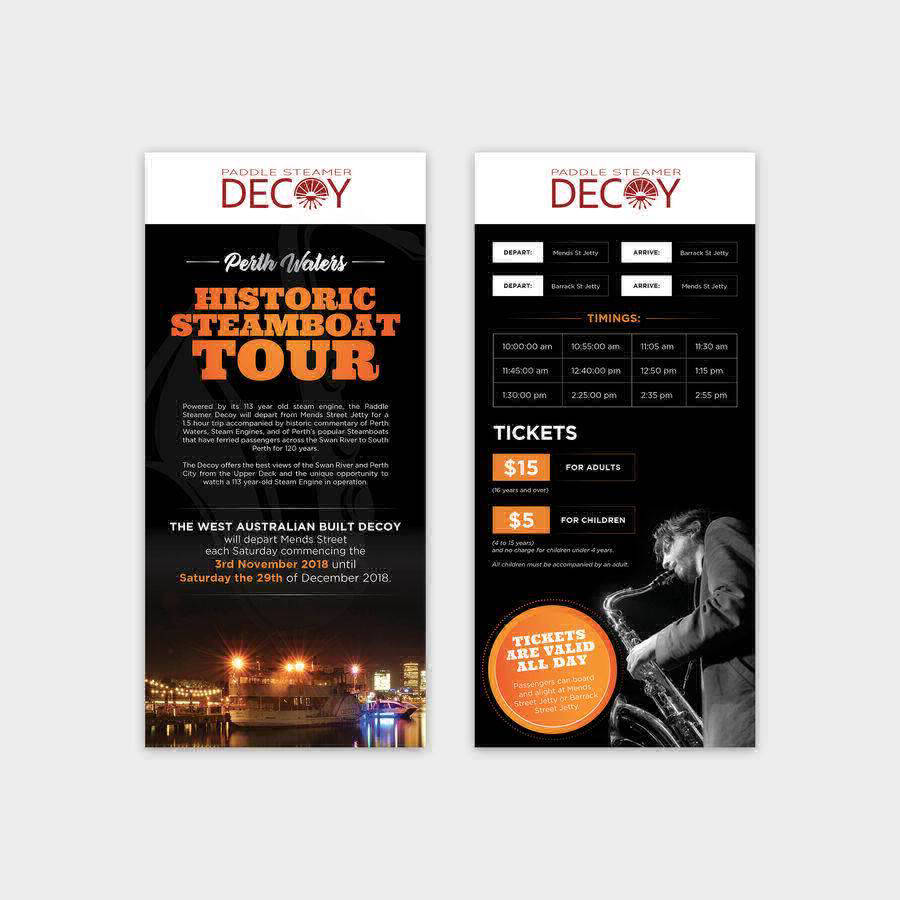 PADDLE STEAMER
DECOY
Perth Waters
HISTORIC
STEAMBOAT
TOUR
Powered by its 113 year old steam engine, the Paddle
Steamer Decoy will depart from Mends Street Jetty for a
1.5 hour trip accompanied by historic commentary of Perth
Waters, Steam Engines, and of Perth's popular Steamboats
that have ferried passengers across the Swan River to South
Perth for 120 years.
The Decoy offers the best views of the Swan River and Perth
City from the Upper Deck and the unique opportunity to
watch a 113 year-old Steam Engine in operation.
THE WEST AUSTRALIAN BUILT DECOY
will depart Mends Street
each Saturday commencing the
3rd November 2018 until
Saturday the 29th of December 2018.
PADDLE STEAMER
DECOY
DEPART: Mends St Jetty ARRIVE: Barrack St Jetty
DEPART: Barrack St Jetty ARRIVE: Mends St Jetty
TIMINGS:
10:00:00 am 10:55:00 am 11:05 am 11:30 am
11:45:00 am 12:40:00 pm 12:50 pm 1:15 pm
1:30:00 pm 2:25:00 pm 2:35 pm 2:55 pm
TICKETS
$15 FOR ADULTS
(16 years and over)
$5 FOR CHILDREN
(4 to 15 years)
and no charge for children under 4 years.
All children must be accompanied by an adult.
TICKETS
ARE VALID
ALL DAY
Passengers can board
and alight at Mends
Street Jetty or Barrack
Street Jetty.